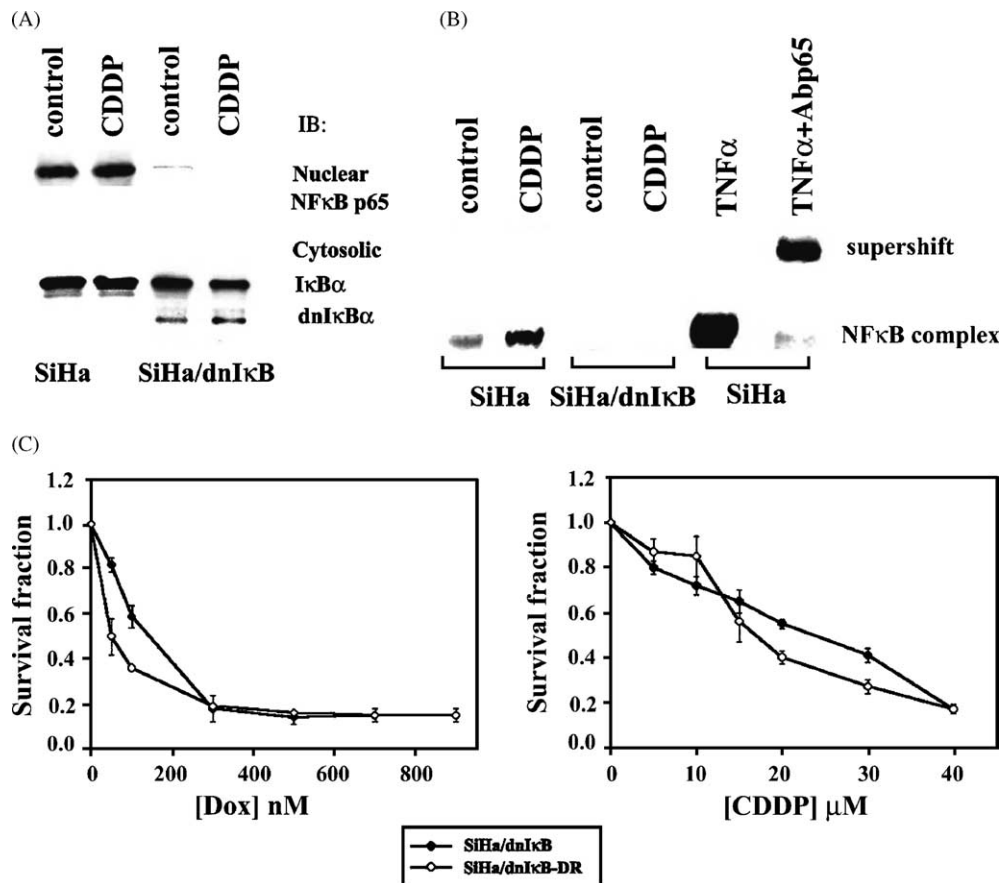 (A)
control
CDDP
control
CDDP
IB:
Nuclear
NFκB p65
Cytosolic
IκBα
dnIκBα
SiHa
SiHa/dnIκB
(B)
control
CDDP
control
CDDP
TNFα
TNFα+Abp65
supershift
NFκB complex
SiHa
SiHa/dnIκB
SiHa
(C)
Survival fraction
1.2
1.0
0.8
0.6
0.4
0.2
0.0
0 200 400 600 800
[Dox] nM
Survival fraction
1.2
1.0
0.8
0.6
0.4
0.2
0.0
0 10 20 30 40
[CDDP] μM
SiHa/dnIκB
SiHa/dnIκB-DR